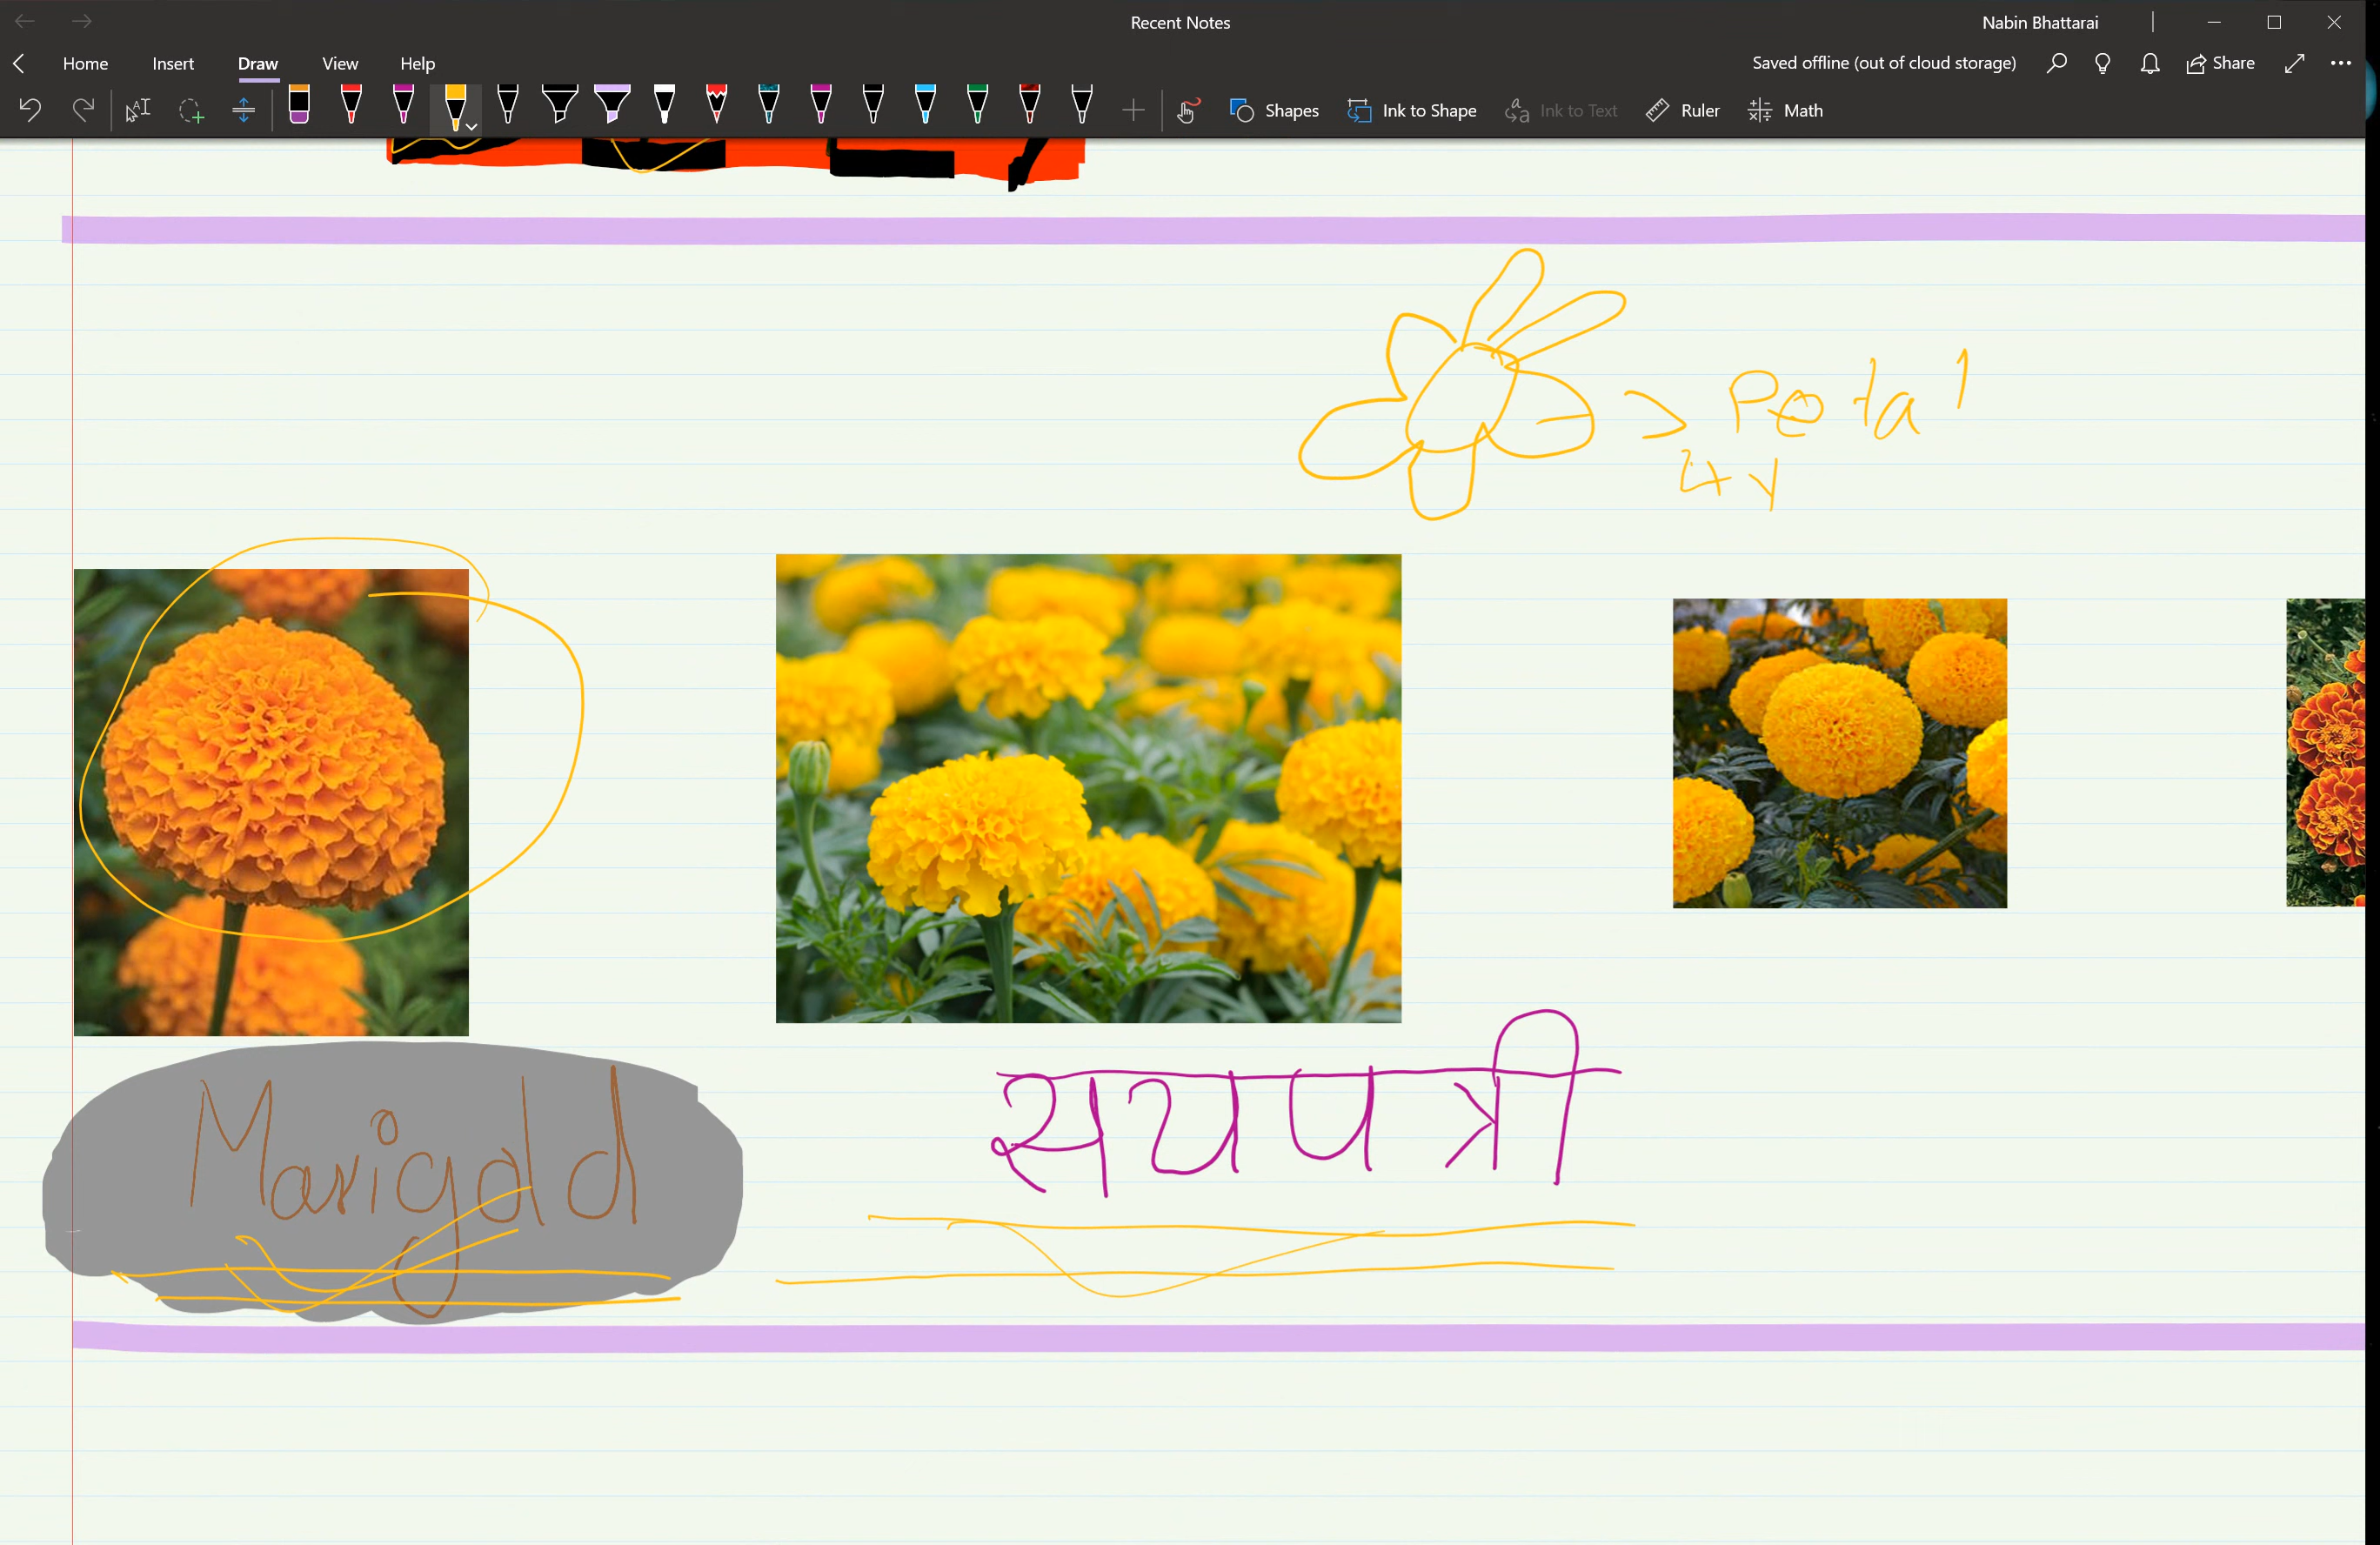 Recent Notes
Nabin Bhattarai
Home Insert Draw View Help
Saved offline (out of cloud storage)
Share
Shapes
Ink to Shape
Ink to Text
Ruler
Math
Petal
Marigold
सयपत्री